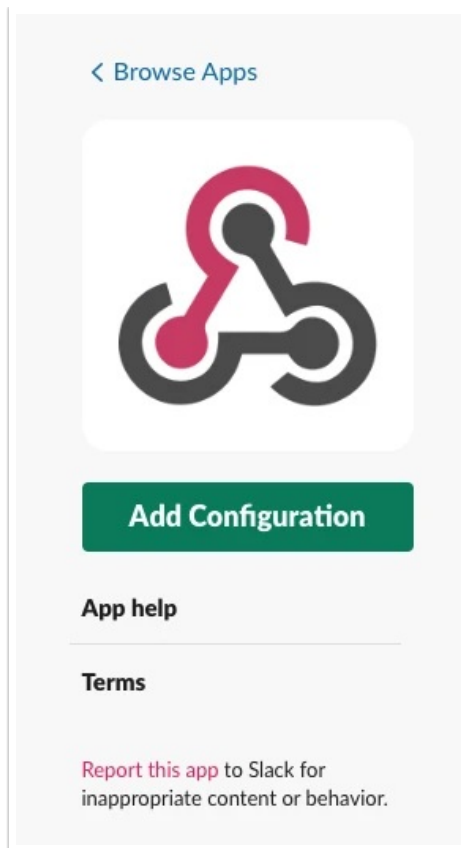 Browse Apps
Add Configuration
App help
Terms
Report this app to Slack for
inappropriate content or behavior.